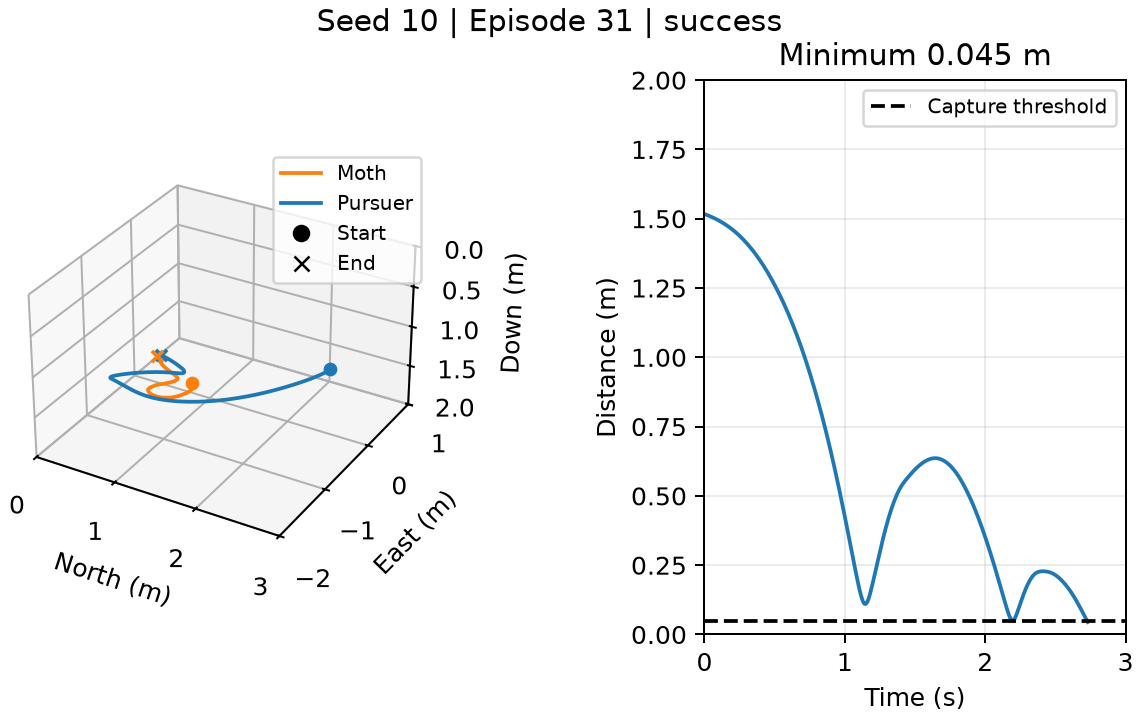 Seed 10 | Episode 31 | success
Moth
Pursuer
Start
End
0.0
0.5
1.0
1.5
2.0
Down (m)
1
0
−1
−2
East (m)
0
1
2
3
North (m)
Minimum 0.045 m
Capture threshold
2.00
1.75
1.50
1.25
1.00
0.75
0.50
0.25
0.00
Distance (m)
0 1 2 3
Time (s)